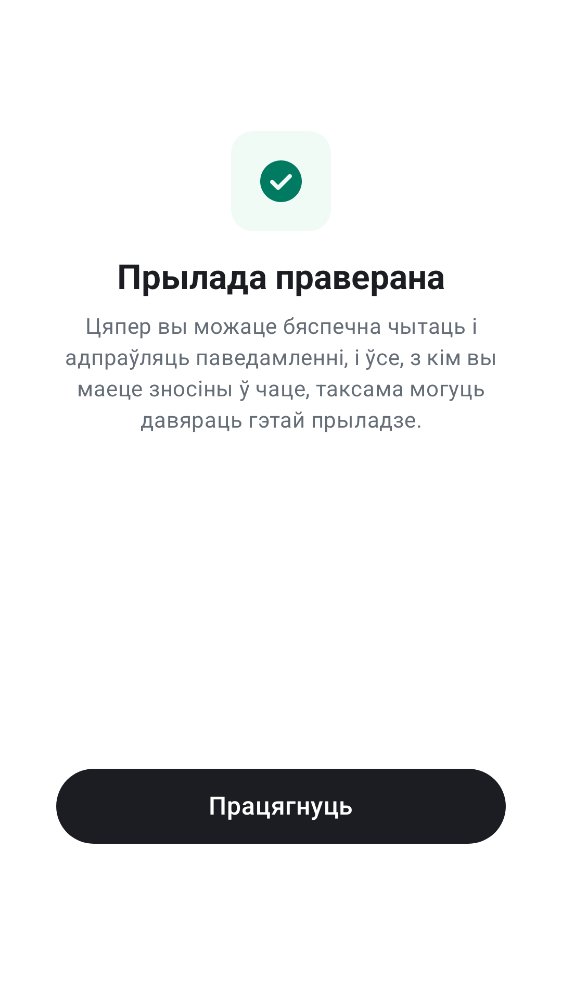 Прылада праверана
Цяпер вы можаце бяспечна чытаць і
адпраўляць паведамленні, і ўсе, з кім вы
маеце зносіны ў чаце, таксама могуць
давяраць гэтай прыладзе.
Працягнуць